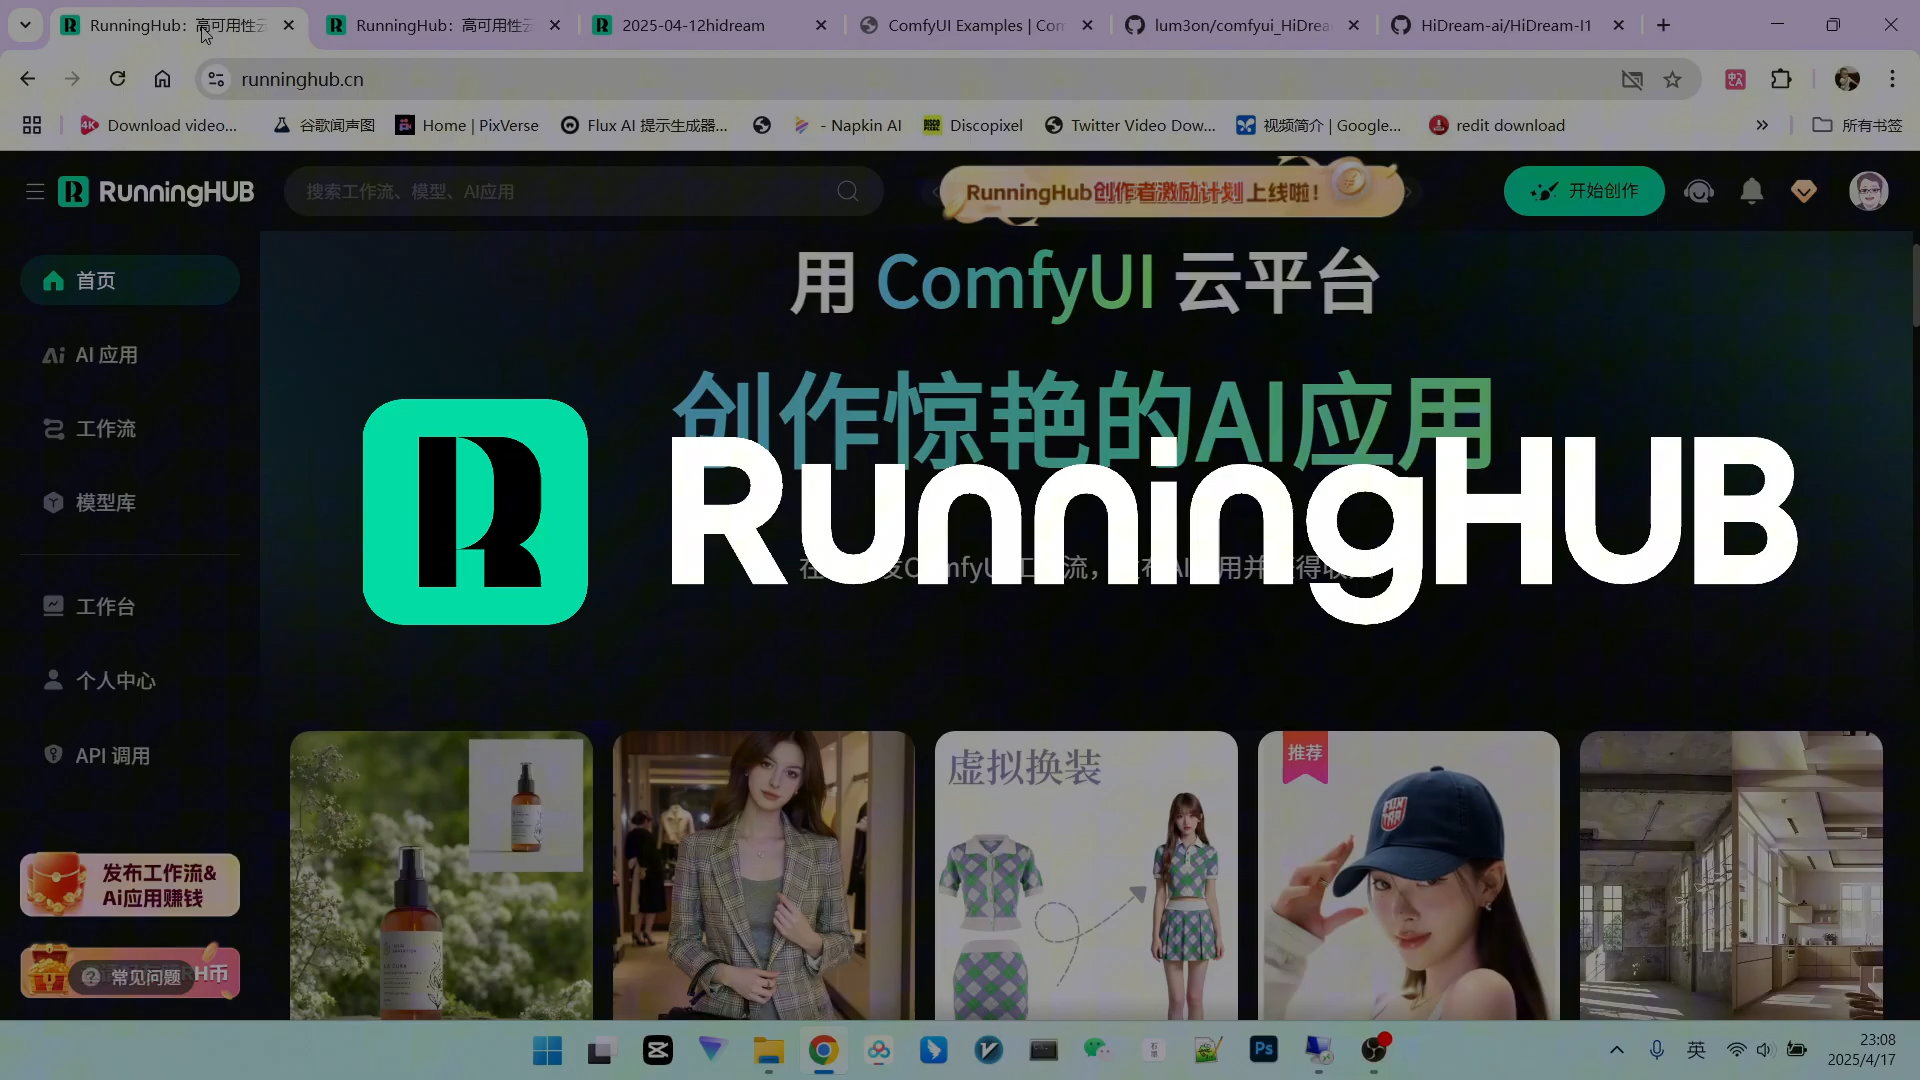 RunningHub：高可用性云
RunningHub：高可用性云
2025-04-12hidream
ComfyUI Examples | Con
lum3on/comfyui_HiDrea
HiDream-ai/HiDream-I1
runninghub.cn
Download video...
谷歌闻声图
Home | PixVerse
Flux AI 提示生成器...
- Napkin AI
Discopixel
Twitter Video Dow...
视频简介 | Google...
redit download
所有书签
RunningHUB
搜索工作流、模型、AI应用
RunningHub创作者激励计划 上线啦！
开始创作
首页
AI 应用
工作流
模型库
工作台
个人中心
API 调用
发布工作流&
Ai应用赚钱
常见问题
H币
用 ComfyUI 云平台
创作惊艳的AI应用
RunningHUB
虚拟换装
推荐
Ps
英
23:08
2025/4/17